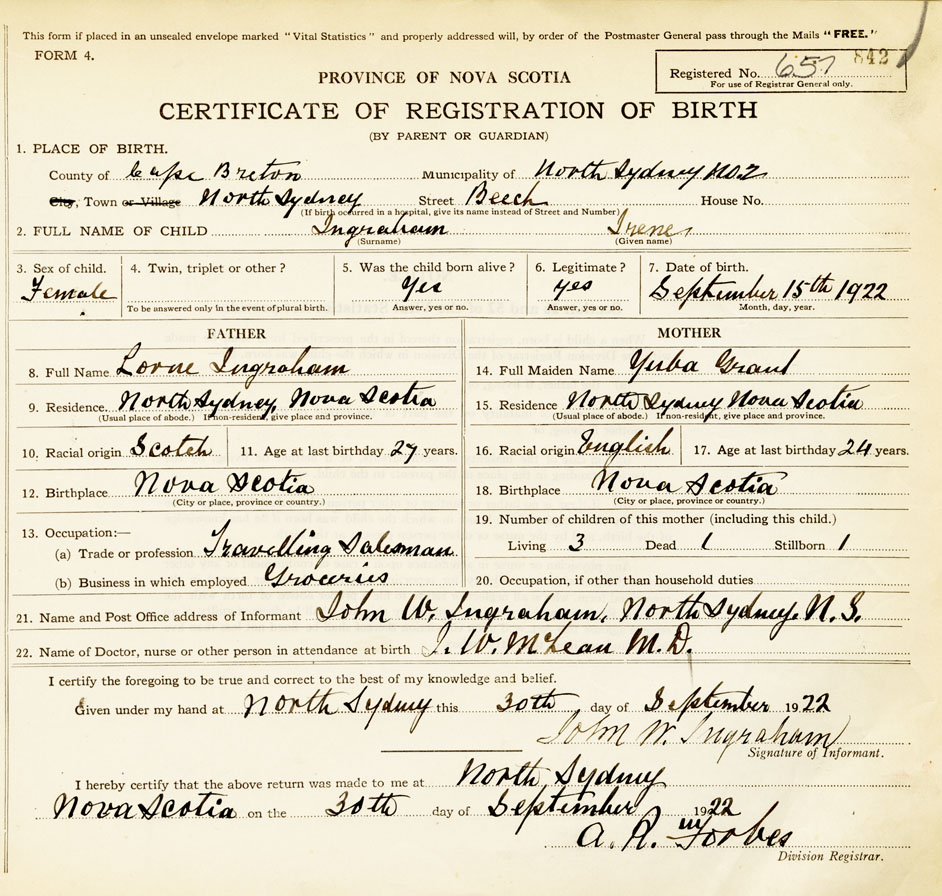 This form if placed in an unsealed envelope marked "Vital Statistics" and properly addressed will, by order of the Postmaster General pass through the Mails "FREE."
FORM 4.
Registered No. 657 842
For use of Registrar General only.
PROVINCE OF NOVA SCOTIA
CERTIFICATE OF REGISTRATION OF BIRTH
(BY PARENT OR GUARDIAN)
1. PLACE OF BIRTH.
County of Cape Breton Municipality of North Sydney No2
City, Town or Village North Sydney Street Beech House No.
(If birth occurred in a hospital, give its name instead of Street and Number)
2. FULL NAME OF CHILD Ingraham Irene
(Surname) (Given name)
3. Sex of child. 4. Twin, triplet or other? 5. Was the child born alive? 6. Legitimate? 7. Date of birth.
Female Yes yes September 15th 1922
To be answered only in the event of plural birth. Answer, yes or no. Answer, yes or no. Month, day, year.
FATHER MOTHER
8. Full Name Lorne Ingraham 14. Full Maiden Name Yuba Grant
9. Residence. North Sydney, Nova Scotia 15. Residence North Sydney Nova Scotia
(Usual place of abode.) If non-resident, give place and province. (Usual place of abode.) If non-resident, give place and province.
10. Racial origin Scotch 11. Age at last birthday 27 years. 16. Racial origin English 17. Age at last birthday 24 years.
12. Birthplace Nova Scotia 18. Birthplace Nova Scotia
(City or place, province or country.) (City or place, province or country.)
13. Occupation:— 19. Number of children of this mother (including this child.)
(a) Trade or profession Travelling Salesman Living 3 Dead 1 Stillborn 1
(b) Business in which employed Groceries 20. Occupation, if other than household duties
21. Name and Post Office address of Informant John W. Ingraham, North Sydney, N.S.
22. Name of Doctor, nurse or other person in attendance at birth J. W. McLean M.D.
I certify the foregoing to be true and correct to the best of my knowledge and belief.
Given under my hand at North Sydney this 30th day of September 1922
John W. Ingraham
Signature of Informant.
I hereby certify that the above return was made to me at North Sydney
Nova Scotia on the 30th day of September 1922
A. R. Forbes
Division Registrar.